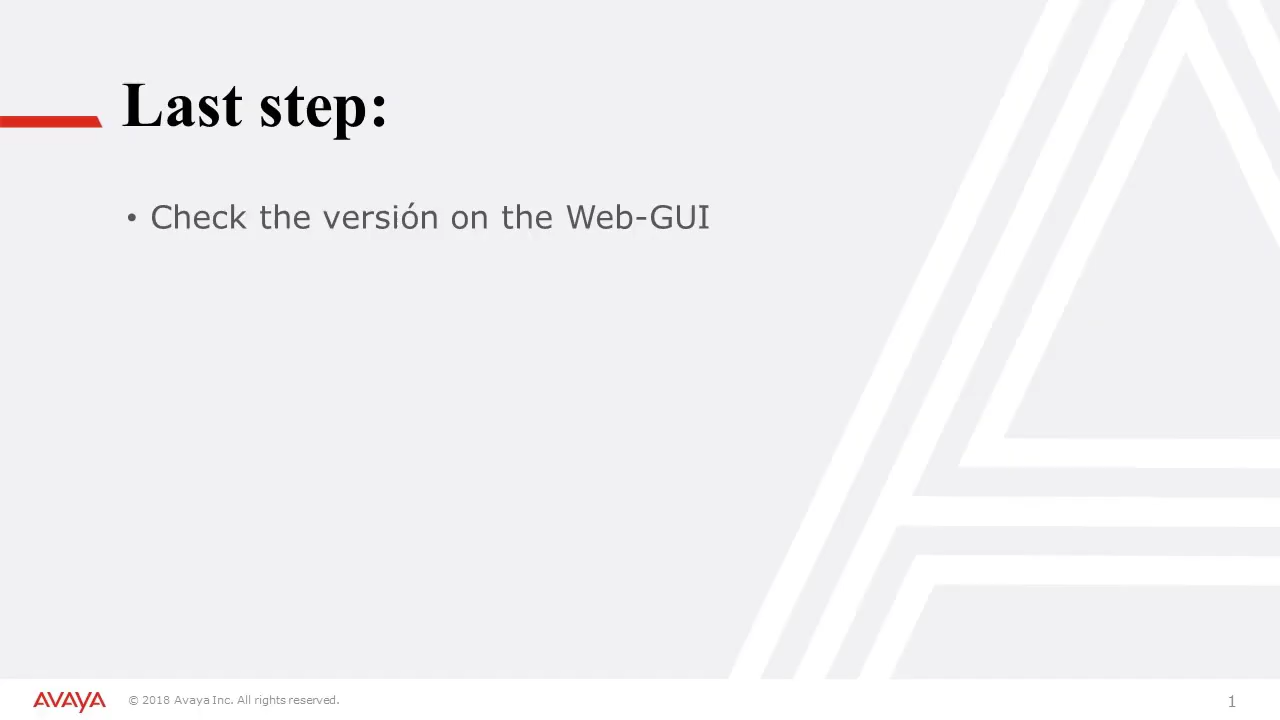 Last step:
• Check the versión on the Web-GUI
AVAYA © 2018 Avaya Inc. All rights reserved. 1